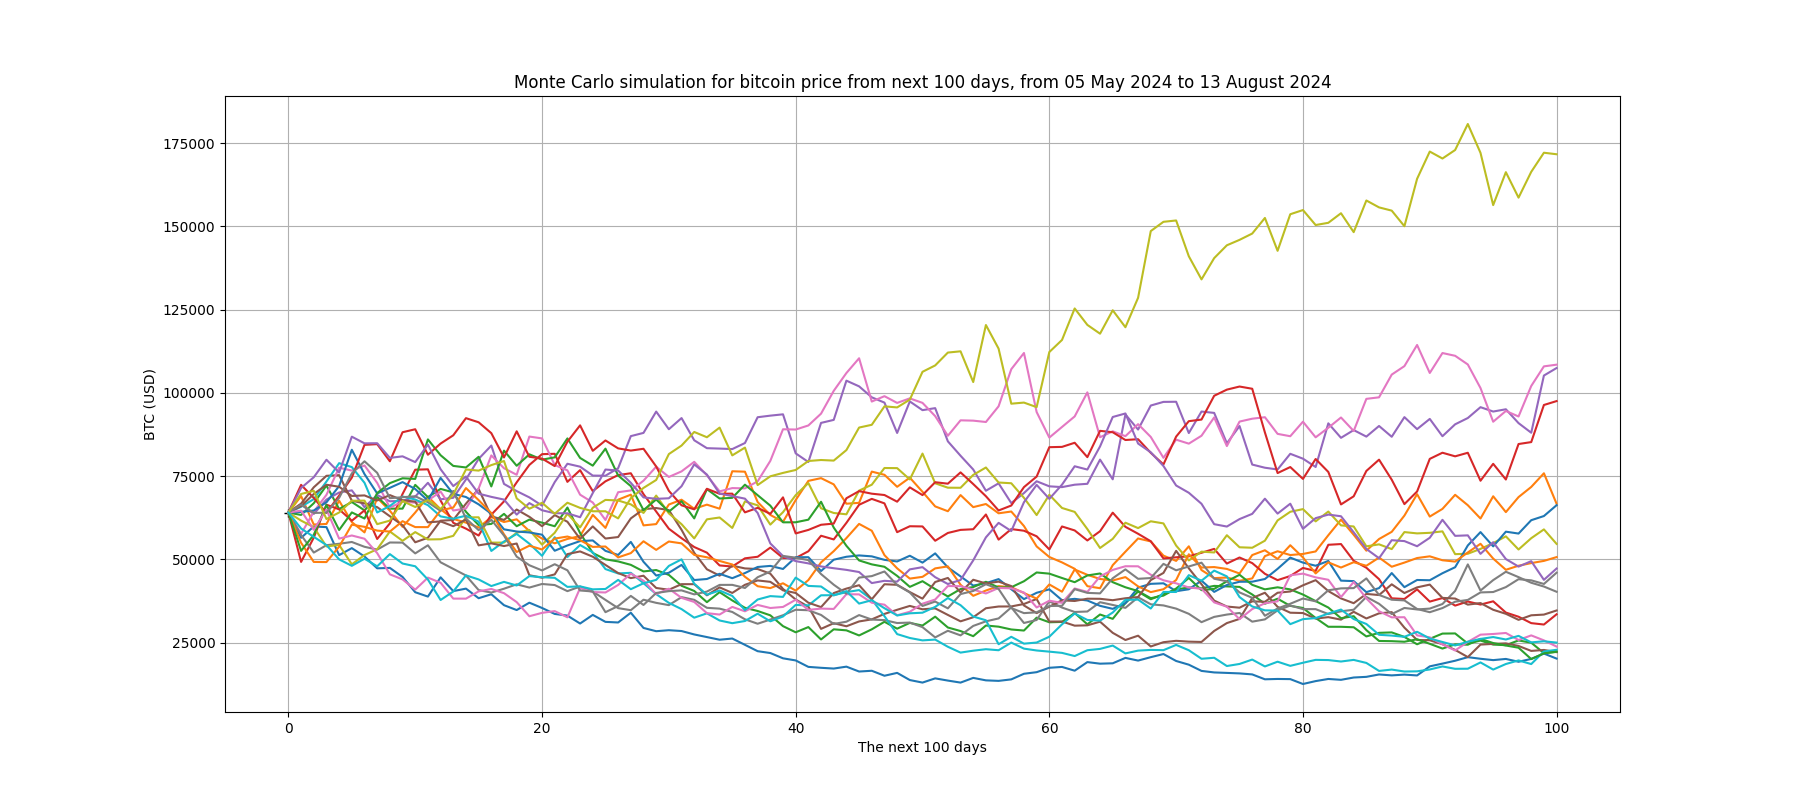 Monte Carlo simulation for bitcoin price from next 100 days, from 05 May 2024 to 13 August 2024
175000
150000
125000
100000
75000
50000
25000
BTC (USD)
0 20 40 60 80 100
The next 100 days